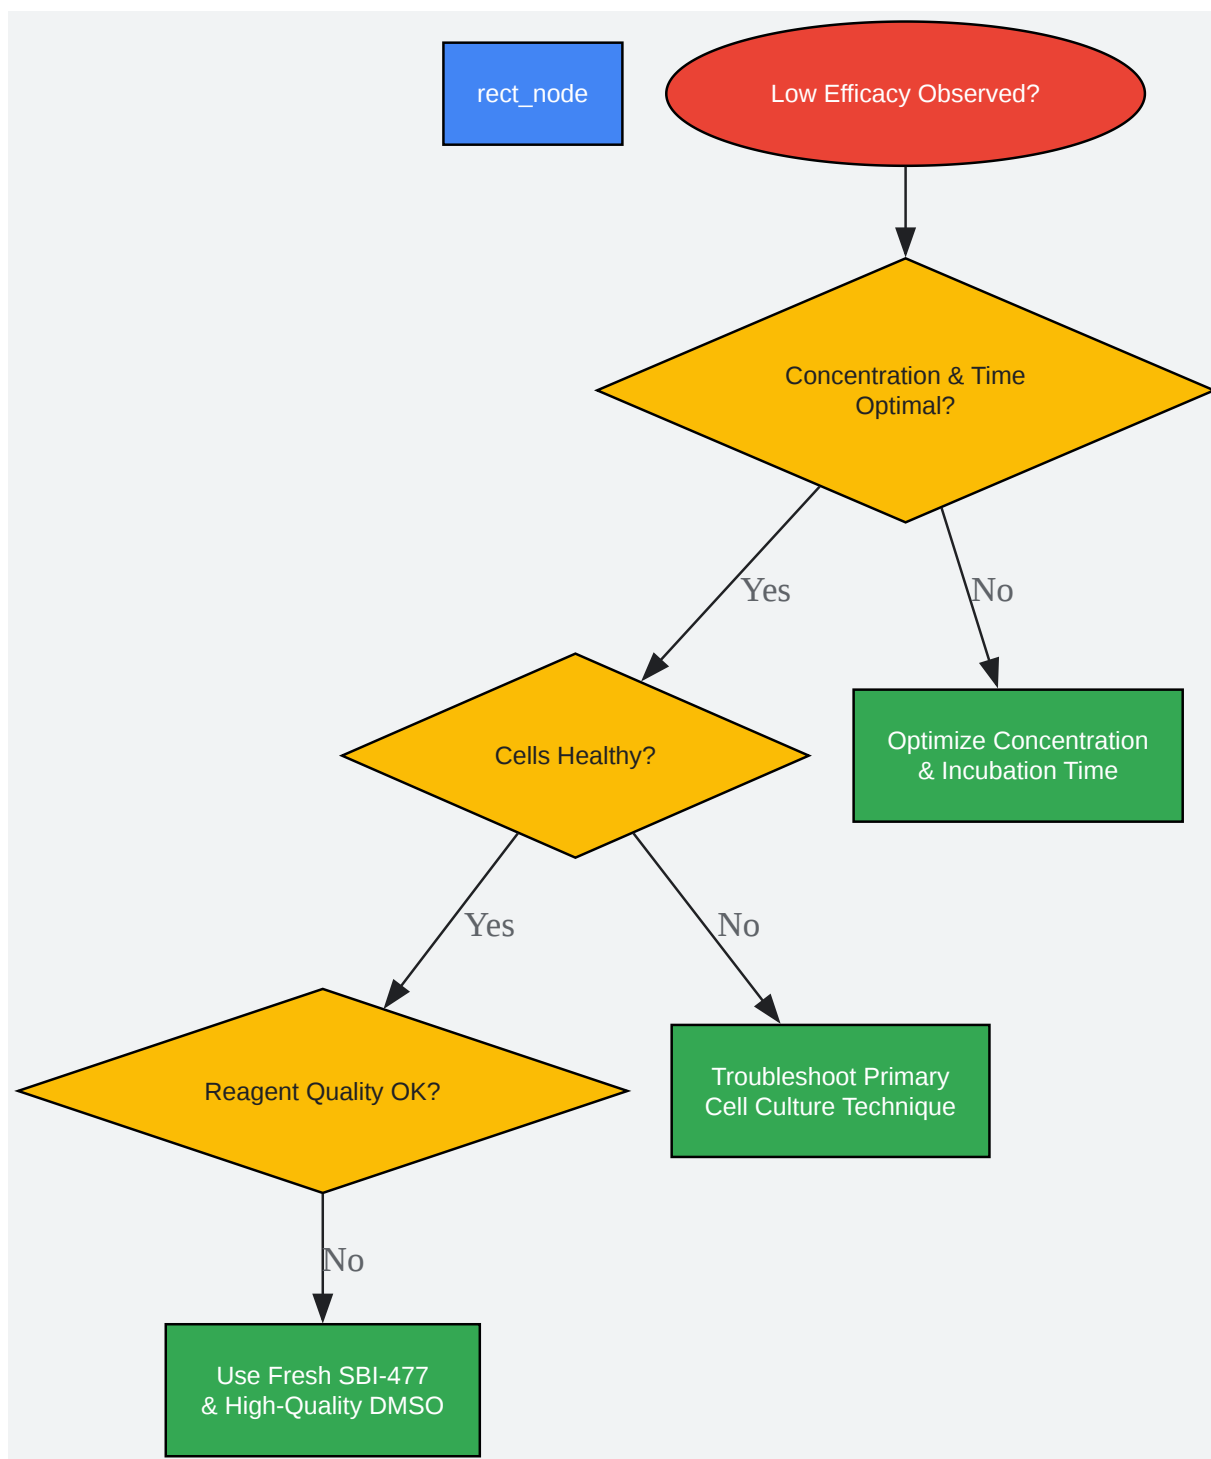 rect_node
Low Efficacy Observed?
Concentration & Time
Optimal?
Yes
No
Cells Healthy?
Optimize Concentration
& Incubation Time
Yes
No
Reagent Quality OK?
Troubleshoot Primary
Cell Culture Technique
No
Use Fresh SBI-477
& High-Quality DMSO